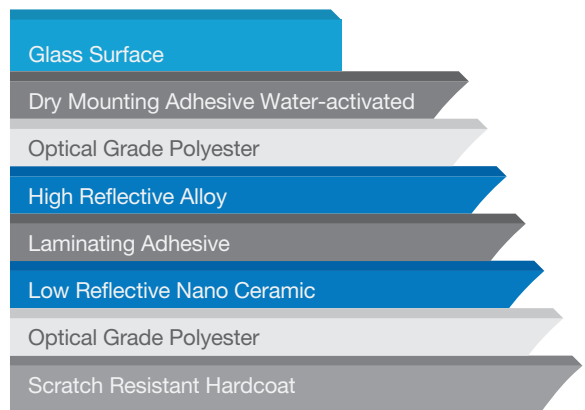 Glass Surface
Dry Mounting Adhesive Water-activated
Optical Grade Polyester
High Reflective Alloy
Laminating Adhesive
Low Reflective Nano Ceramic
Optical Grade Polyester
Scratch Resistant Hardcoat